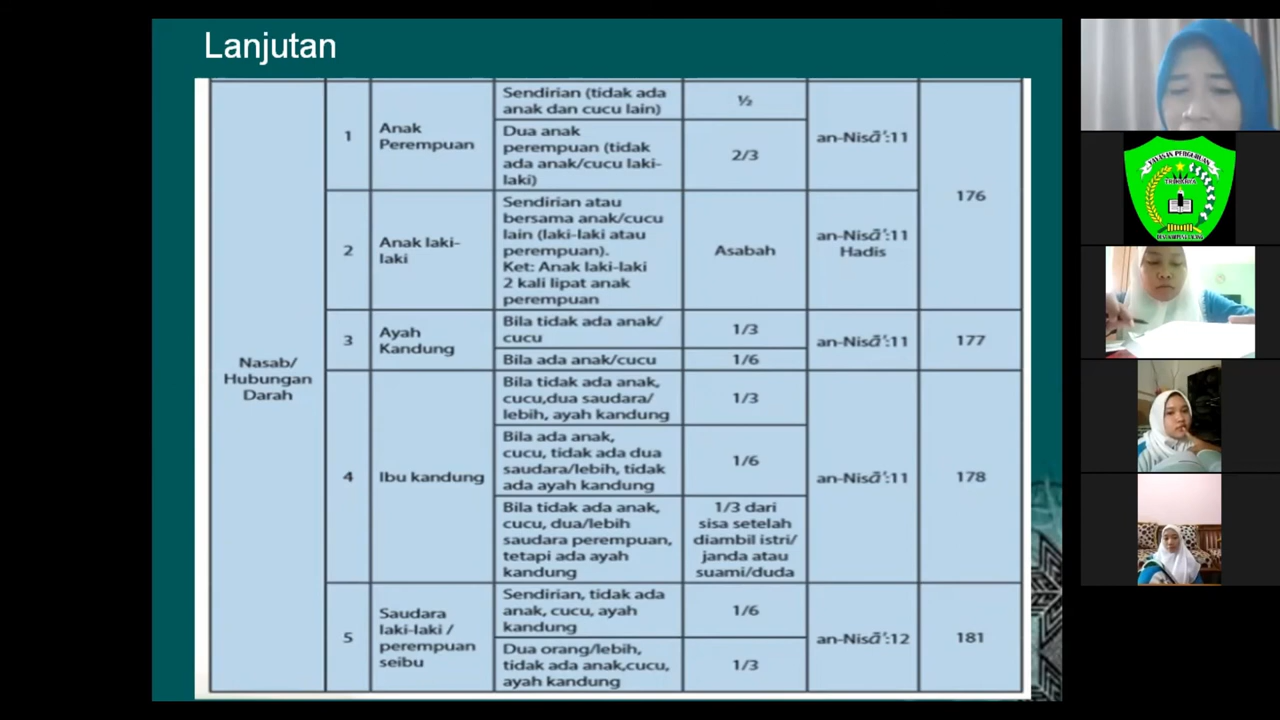 Lanjutan
Sendirian (tidak ada
anak dan cucu lain)
½
1
Anak
Perempuan
Dua anak
perempuan (tidak
ada anak/cucu laki-
laki)
2/3
an-Nisā':11
176
2
Anak laki-
laki
Sendirian atau
bersama anak/cucu
lain (laki-laki atau
perempuan).
Ket: Anak laki-laki
2 kali lipat anak
perempuan
Asabah
an-Nisā':11
Hadis
Nasab/
Hubungan
Darah
3
Ayah
Kandung
Bila tidak ada anak/
cucu
1/3
Bila ada anak/cucu
1/6
an-Nisā':11
177
4
Ibu kandung
Bila tidak ada anak,
cucu,dua saudara/
lebih, ayah kandung
1/3
Bila ada anak,
cucu, tidak ada dua
saudara/lebih, tidak
ada ayah kandung
1/6
Bila tidak ada anak,
cucu, dua/lebih
saudara perempuan,
tetapi ada ayah
kandung
1/3 dari
sisa setelah
diambil istri/
janda atau
suami/duda
an-Nisā':11
178
5
Saudara
laki-laki /
perempuan
seibu
Sendirian, tidak ada
anak, cucu, ayah
kandung
1/6
Dua orang/lebih,
tidak ada anak,cucu,
ayah kandung
1/3
an-Nisā':12
181
YAYASAN PERGURUAN